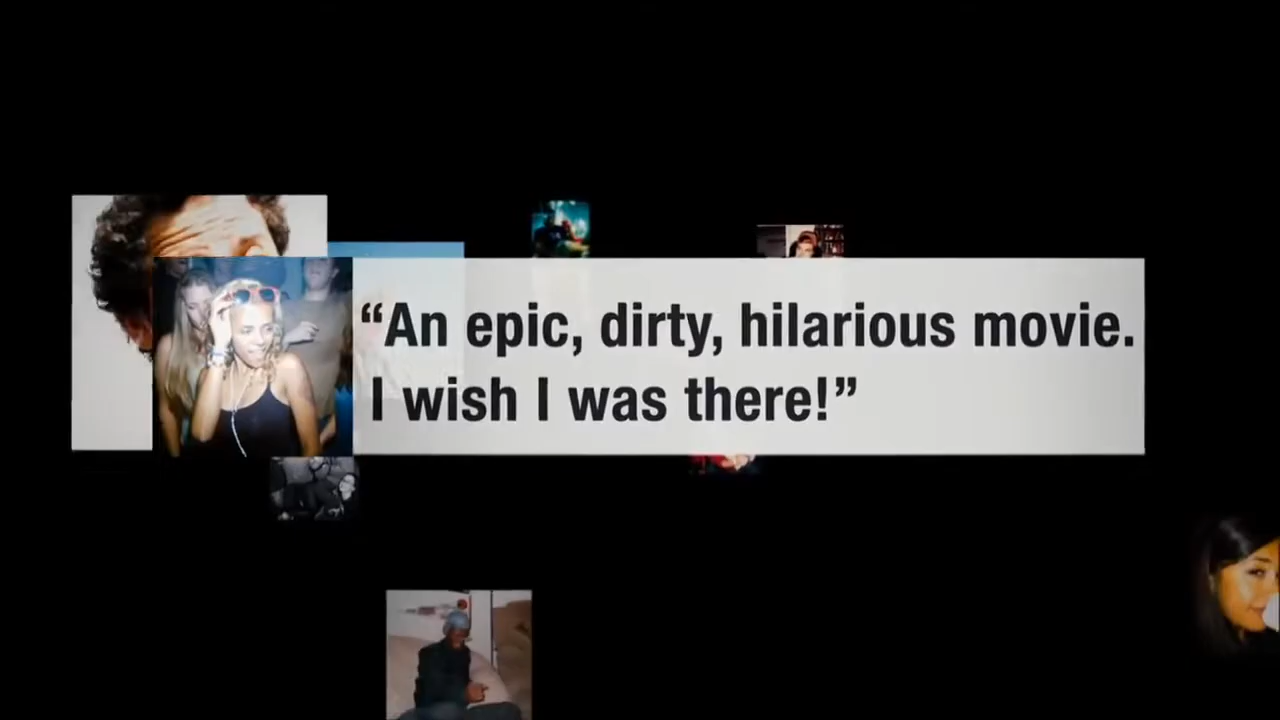 “An epic, dirty, hilarious movie.
I wish I was there!”